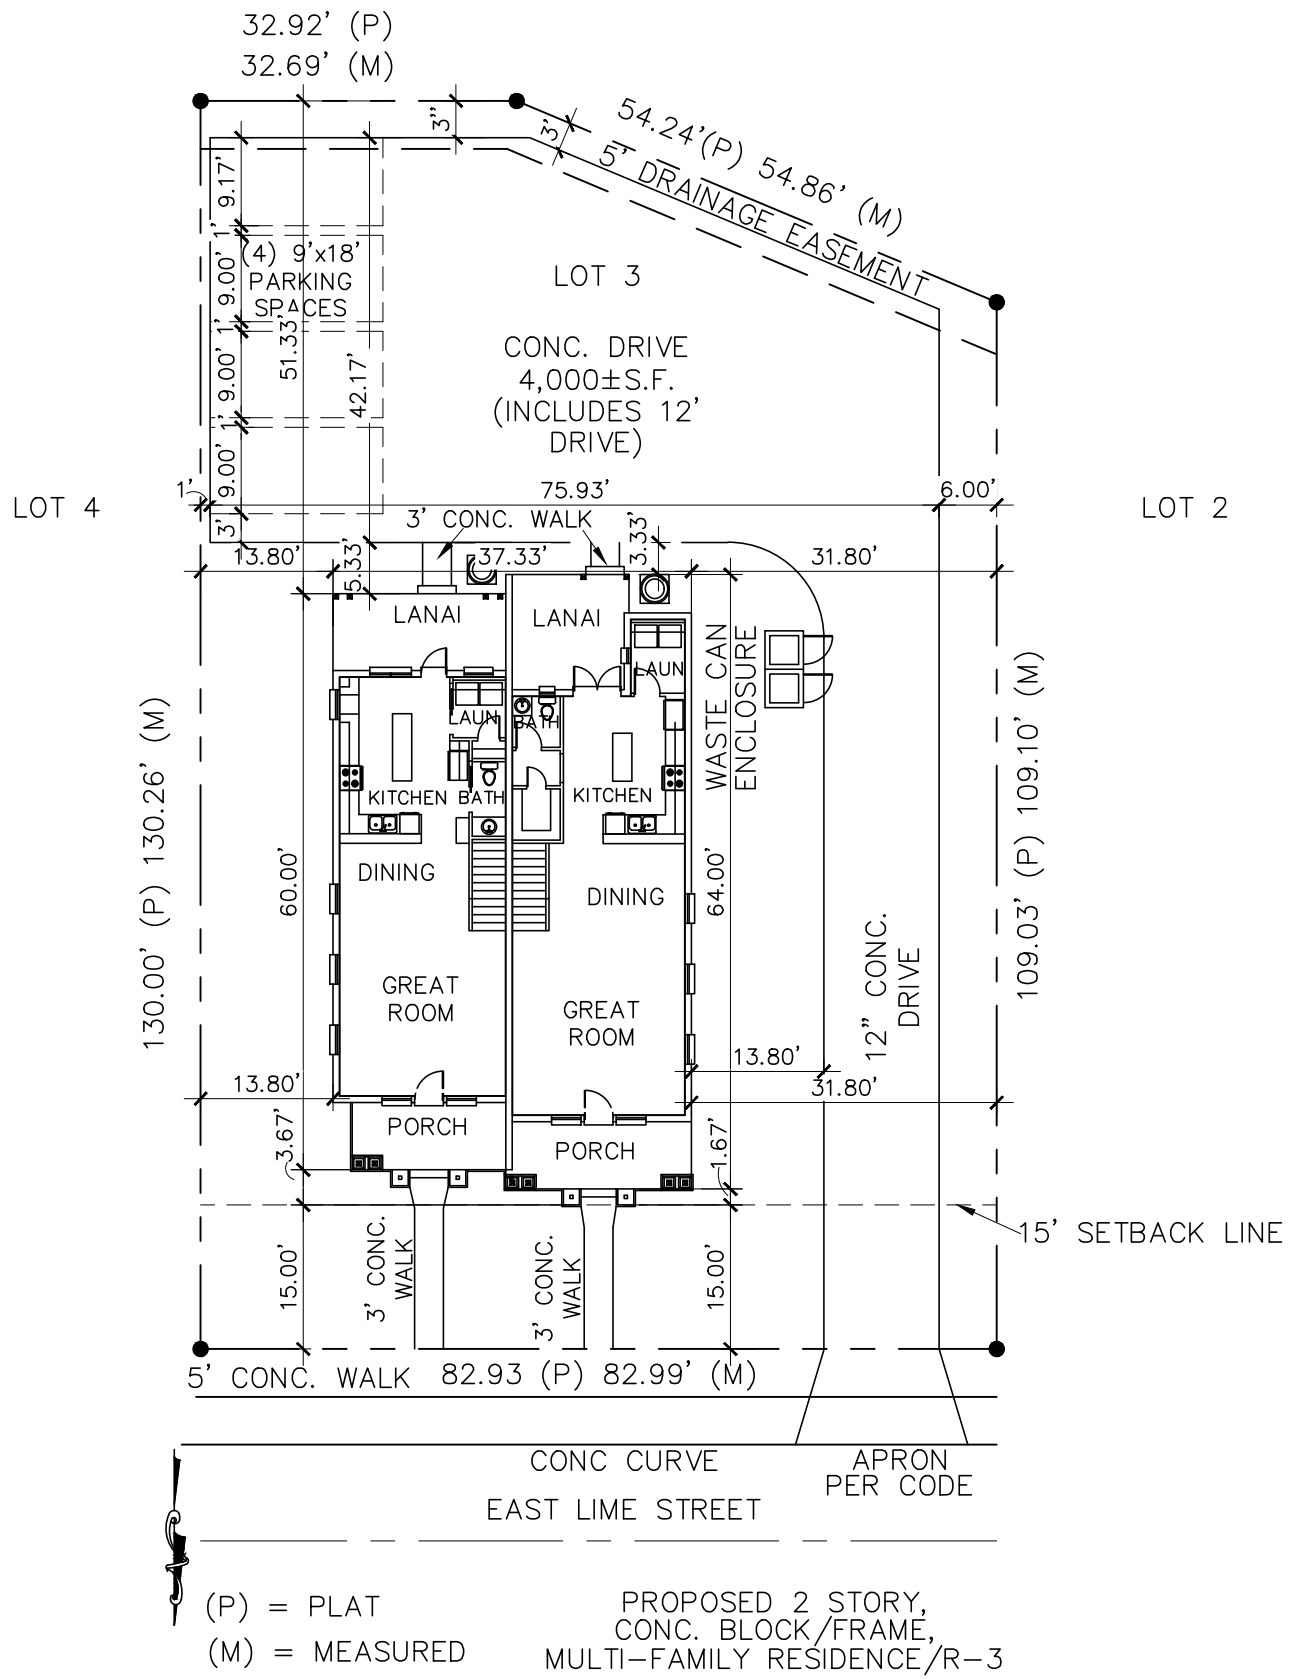 32.92' (P)
32.69' (M)
3"
3'
54.24'(P) 54.86' (M)
5' DRAINAGE EASEMENT
9.17'
1'
9.00'
1'
9.00'
1'
9.00'
3'
(4) 9'x18'
PARKING
SPACES
51.33'
42.17'
LOT 3
CONC. DRIVE
4,000±S.F.
(INCLUDES 12'
DRIVE)
LOT 4
1'
75.93'
6.00'
LOT 2
3' CONC. WALK
13.80'
5.33'
37.33'
3.33'
31.80'
LANAI
LANAI
LAUN
LAUN
BATH
KITCHEN
BATH
KITCHEN
WASTE CAN
ENCLOSURE
130.00' (P) 130.26' (M)
109.03' (P) 109.10' (M)
60.00'
64.00'
DINING
DINING
GREAT
ROOM
GREAT
ROOM
12" CONC.
DRIVE
13.80'
13.80'
31.80'
PORCH
PORCH
3.67'
1.67'
15' SETBACK LINE
15.00'
3' CONC.
WALK
3' CONC.
WALK
15.00'
5' CONC. WALK
82.93 (P) 82.99' (M)
CONC CURVE
APRON
PER CODE
EAST LIME STREET
(P) = PLAT
(M) = MEASURED
PROPOSED 2 STORY,
CONC. BLOCK/FRAME,
MULTI-FAMILY RESIDENCE/R-3